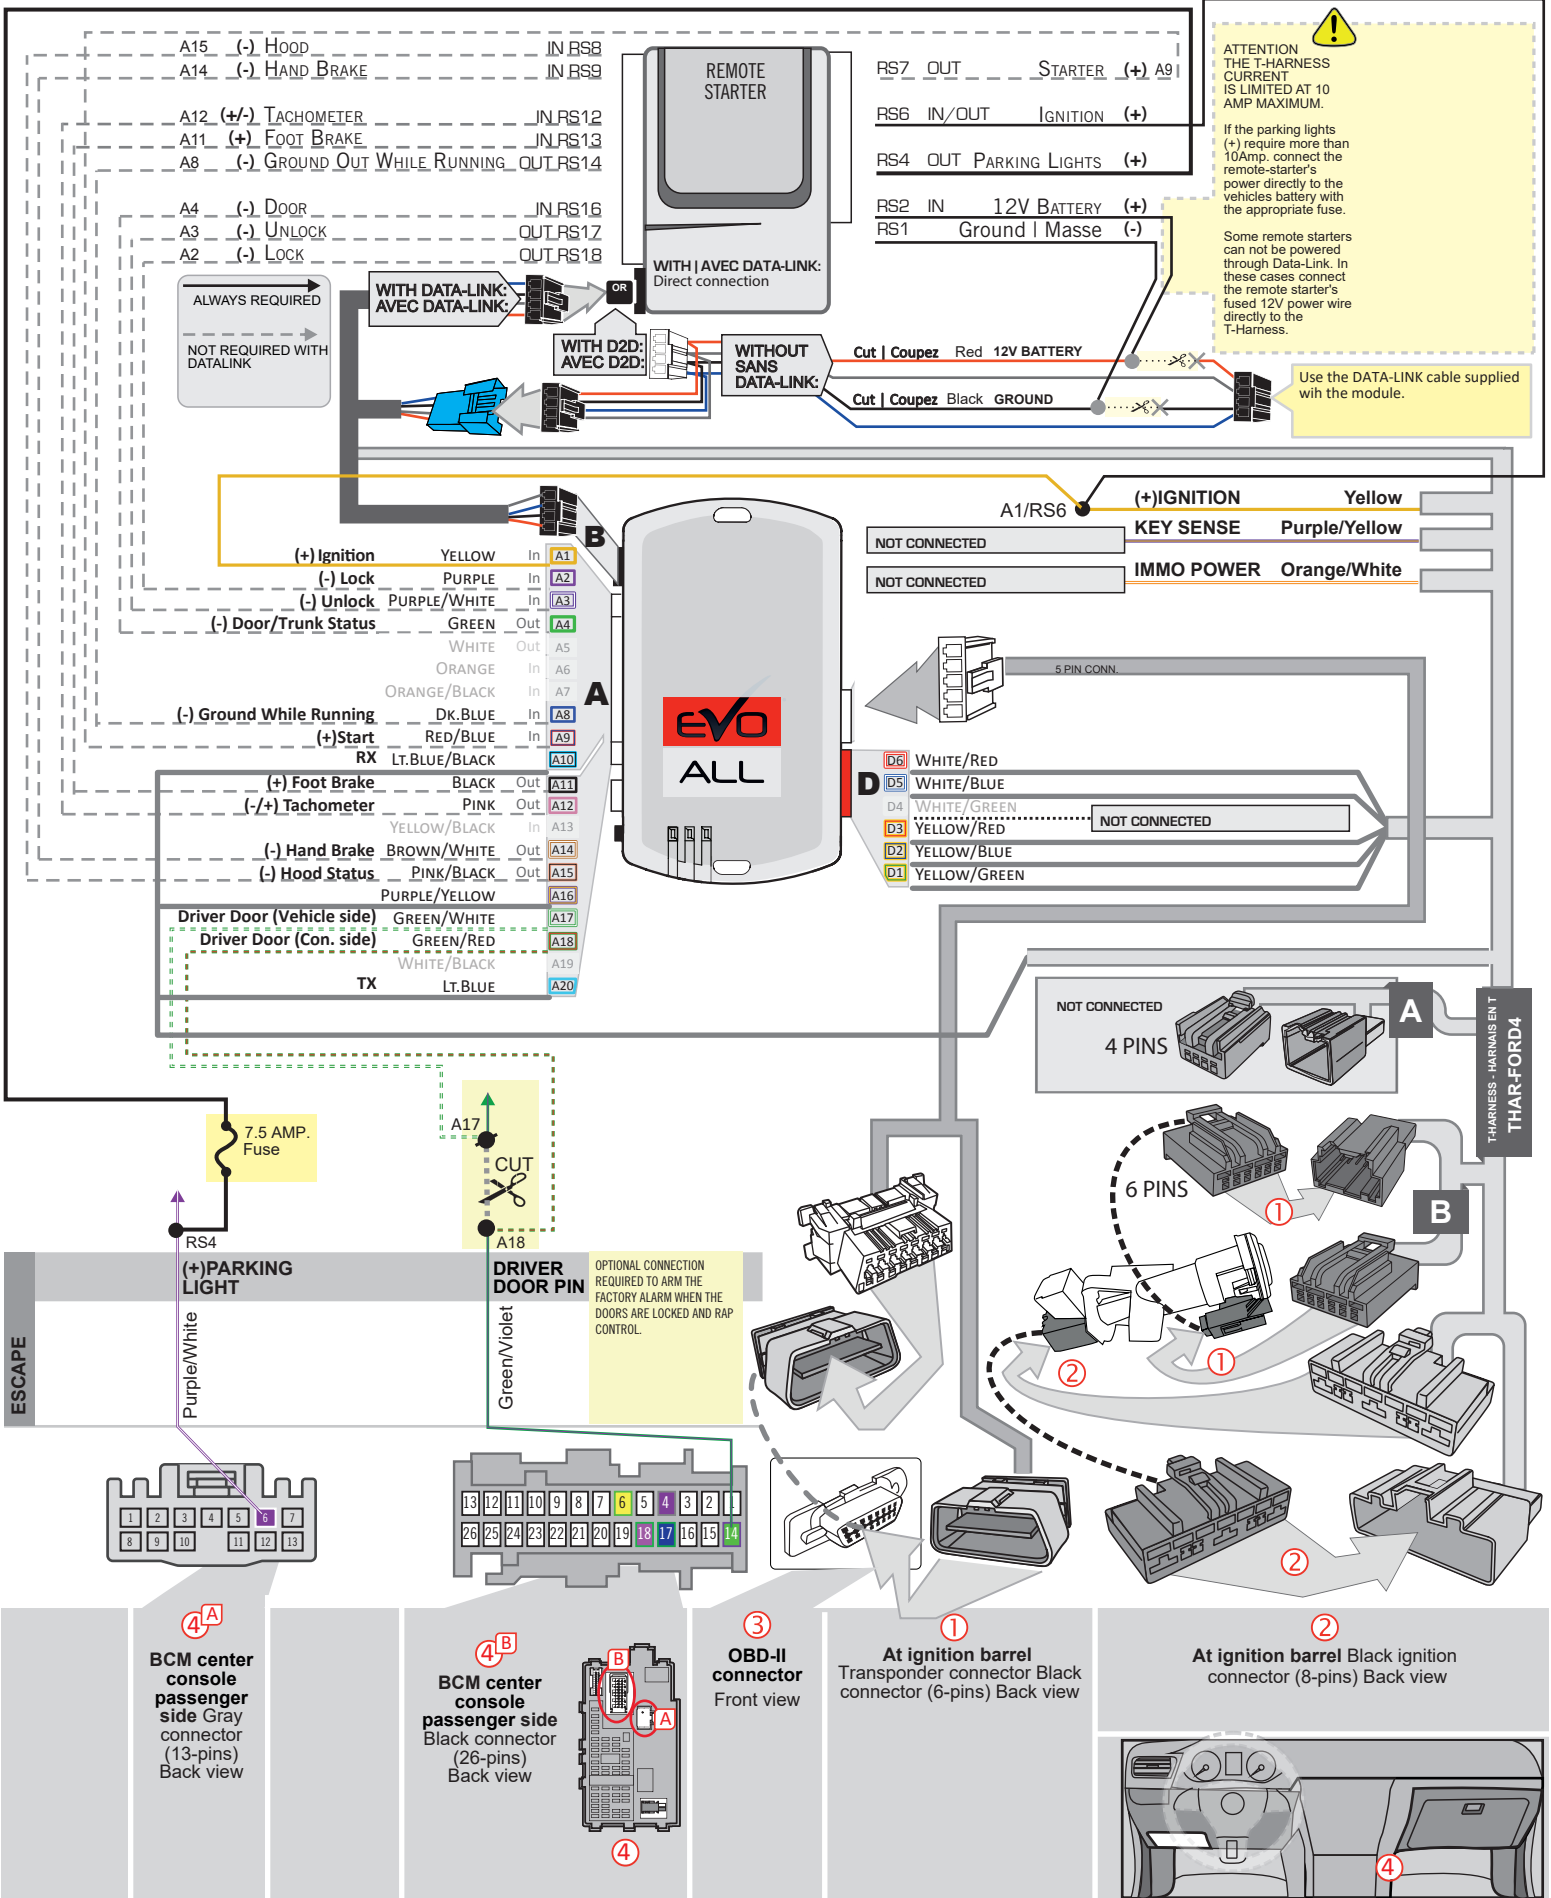 A15 (-) HOOD IN RS8
A14 (-) HAND BRAKE IN RS9
A12 (+/-) TACHOMETER IN RS12
A11 (+) FOOT BRAKE IN RS13
A8 (-) GROUND OUT WHILE RUNNING OUT RS14
A4 (-) DOOR IN RS16
A3 (-) UNLOCK OUT RS17
A2 (-) LOCK OUT RS18
REMOTE
STARTER
WITH | AVEC DATA-LINK:
Direct connection
RS7 OUT STARTER (+) A9
RS6 IN/OUT IGNITION (+)
RS4 OUT PARKING LIGHTS (+)
RS2 IN 12V BATTERY (+)
RS1 Ground | Masse (-)
ATTENTION
THE T-HARNESS
CURRENT
IS LIMITED AT 10
AMP MAXIMUM.
If the parking lights
(+) require more than
10Amp. connect the
remote-starter's
power directly to the
vehicles battery with
the appropriate fuse.
Some remote starters
can not be powered
through Data-Link. In
these cases connect
the remote starter's
fused 12V power wire
directly to the
T-Harness.
ALWAYS REQUIRED
NOT REQUIRED WITH
DATALINK
WITH DATA-LINK:
AVEC DATA-LINK:
OR
WITH D2D:
AVEC D2D:
WITHOUT
SANS
DATA-LINK:
Cut | Coupez Red 12V BATTERY
Cut | Coupez Black GROUND
Use the DATA-LINK cable supplied
wih the module.
A1/RS6
(+)IGNITION Yellow
NOT CONNECTED KEY SENSE Purple/Yellow
NOT CONNECTED IMMO POWER Orange/White
B
A
(+) Ignition YELLOW In A1
(-) Lock PURPLE In A2
(-) Unlock PURPLE/WHITE In A3
(-) Door/Trunk Status GREEN Out A4
WHITE Out A5
ORANGE In A6
ORANGE/BLACK In A7
(-) Ground While Running DK.BLUE In A8
(+)Start RED/BLUE In A9
RX LT.BLUE/BLACK A10
(+) Foot Brake BLACK Out A11
(-/+) Tachometer PINK Out A12
YELLOW/BLACK In A13
(-) Hand Brake BROWN/WHITE Out A14
(-) Hood Status PINK/BLACK Out A15
PURPLE/YELLOW A16
Driver Door (Vehicle side) GREEN/WHITE A17
Driver Door (Con. side) GREEN/RED A18
WHITE/BLACK A19
TX LT.BLUE A20
EVO
ALL
5 PIN CONN.
D
D6 WHITE/RED
D5 WHITE/BLUE
D4 WHITE/GREEN
NOT CONNECTED
D3 YELLOW/RED
D2 YELLOW/BLUE
D1 YELLOW/GREEN
NOT CONNECTED
4 PINS
A
T-HARNESS - HARNAIS EN T
THAR-FORD4
6 PINS
1
B
1
2
2
7.5 AMP.
Fuse
RS4
A17
CUT
A18
ESCAPE
(+)PARKING
LIGHT
Purple/White
DRIVER
DOOR PIN
Green/Violet
OPTIONAL CONNECTION
REQUIRED TO ARM THE
FACTORY ALARM WHEN THE
DOORS ARE LOCKED AND RAP
CONTROL.
1 2 3 4 5 6 7
8 9 10 11 12 13
13 12 11 10 9 8 7 6 5 4 3 2 1
26 25 24 23 22 21 20 19 18 17 16 15 14
4 A
BCM center
console
passenger
side Gray
connector
(13-pins)
Back view
4 B
BCM center
console
passenger side
Black connector
(26-pins)
Back view
B
A
4
3
OBD-II
connector
Front view
1
At ignition barrel
Transponder connector Black
connector (6-pins) Back view
2
At ignition barrel Black ignition
connector (8-pins) Back view
4